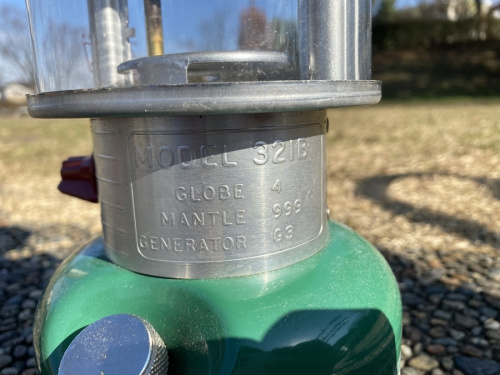 MODEL 321B
GLOBE 4
MANTLE 999
GENERATOR G3